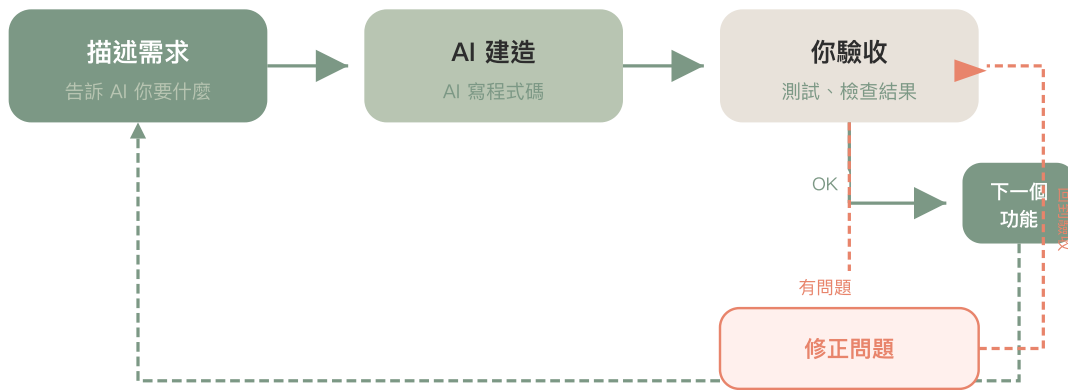 描述需求
告訴 AI 你要什麼
AI 建造
AI 寫程式碼
你驗收
測試、檢查結果
OK
下一個
功能
有問題
修正問題